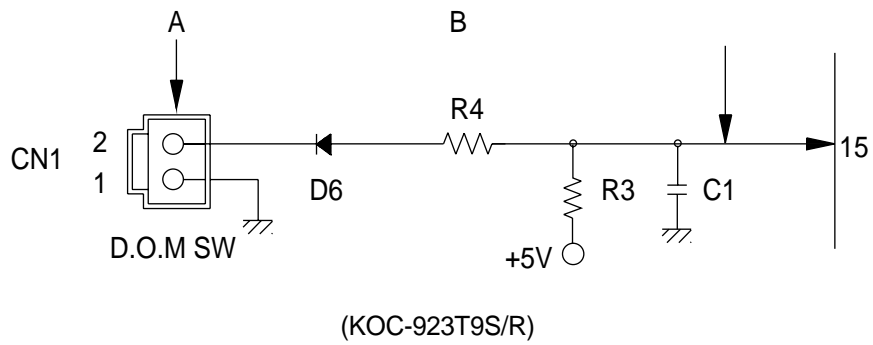 A
B
R4
2
CN1
1
15
D6
R3
C1
D.O.M SW
+5V
(KOC-923T9S/R)